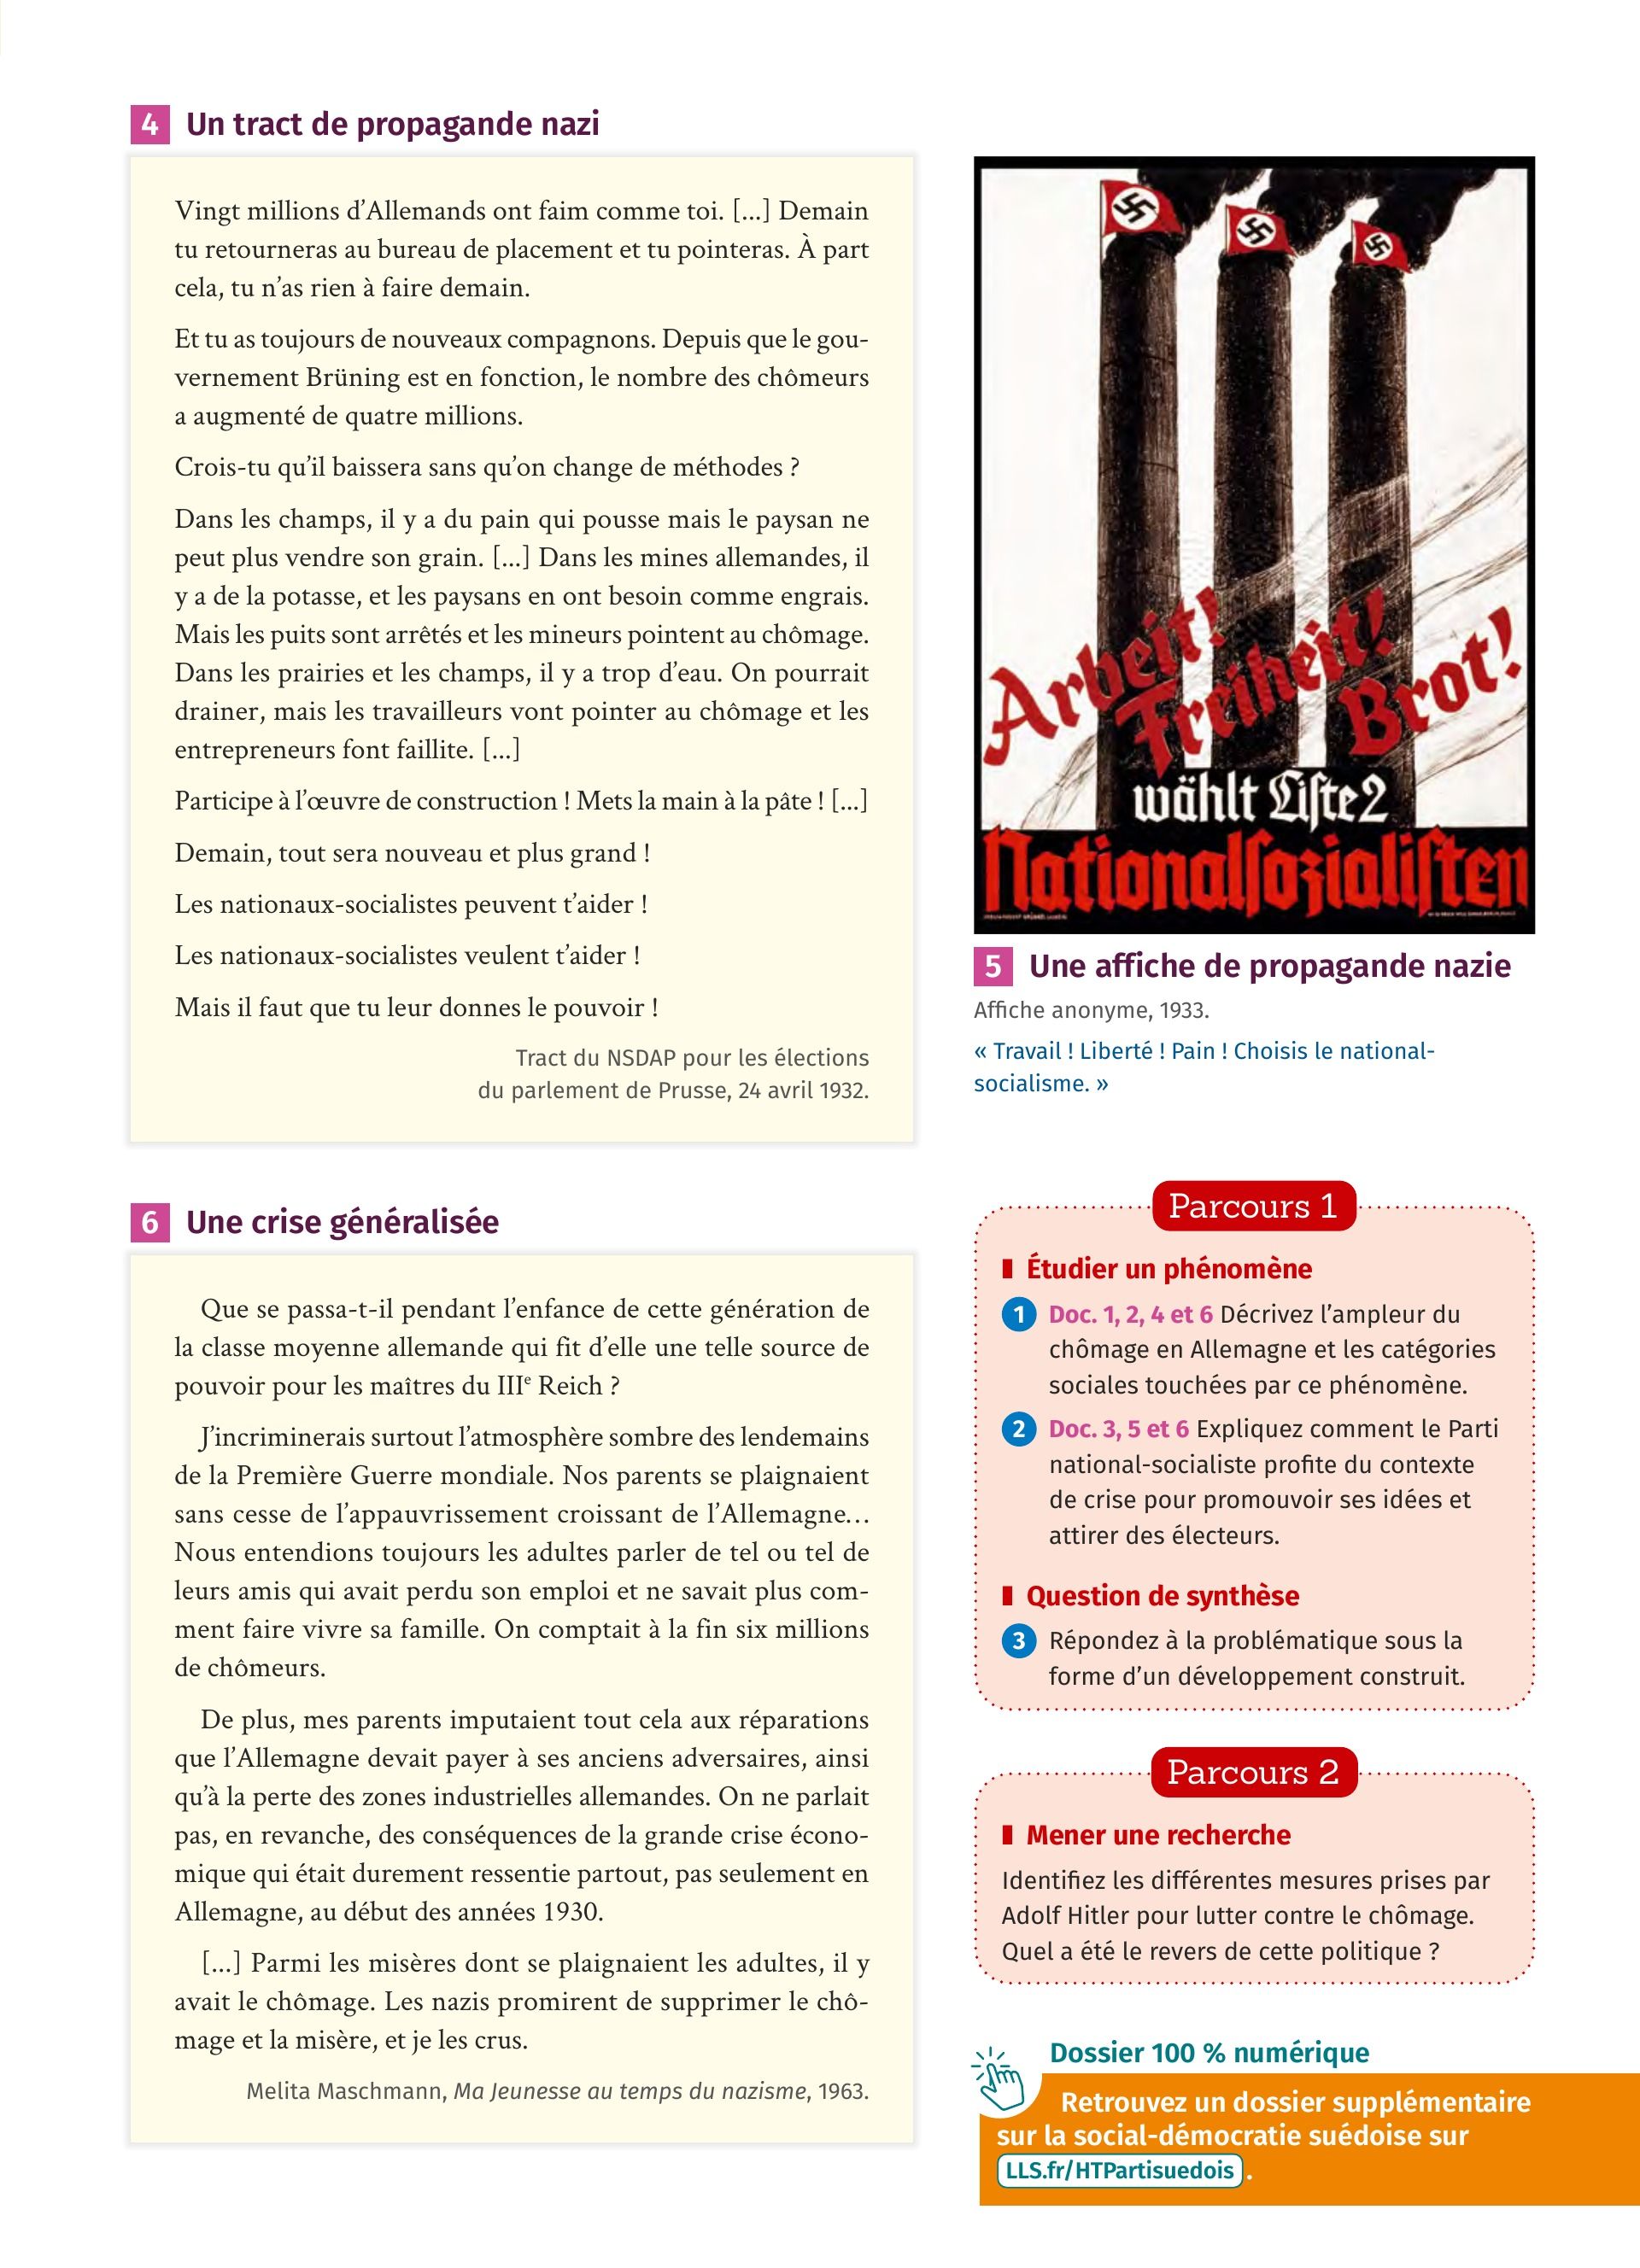 4 Un tract de propagande nazi
Vingt millions d’Allemands ont faim comme toi. [...] Demain
tu retourneras au bureau de placement et tu pointeras. À part
cela, tu n’as rien à faire demain.
Et tu as toujours de nouveaux compagnons. Depuis que le gou-
vernement Brüning est en fonction, le nombre des chômeurs
a augmenté de quatre millions.
Crois-tu qu’il baissera sans qu’on change de méthodes ?
Dans les champs, il y a du pain qui pousse mais le paysan ne
peut plus vendre son grain. [...] Dans les mines allemandes, il
y a de la potasse, et les paysans en ont besoin comme engrais.
Mais les puits sont arrêtés et les mineurs pointent au chômage.
Dans les prairies et les champs, il y a trop d’eau. On pourrait
drainer, mais les travailleurs vont pointer au chômage et les
entrepreneurs font faillite. [...]
Participe à l’œuvre de construction ! Mets la main à la pâte ! [...]
Demain, tout sera nouveau et plus grand !
Les nationaux-socialistes peuvent t’aider !
Les nationaux-socialistes veulent t’aider !
Mais il faut que tu leur donnes le pouvoir !
Tract du NSDAP pour les élections
du parlement de Prusse, 24 avril 1932.
Arbeit!
Freiheit!
Brot!
wählt Liſte 2
Nationalſozialiſten
5 Une affiche de propagande nazie
Affiche anonyme, 1933.
« Travail ! Liberté ! Pain ! Choisis le national-
socialisme. »
6 Une crise généralisée
Que se passa-t-il pendant l’enfance de cette génération de
la classe moyenne allemande qui fit d’elle une telle source de
pouvoir pour les maîtres du IIIᵉ Reich ?
J’incriminerais surtout l’atmosphère sombre des lendemains
de la Première Guerre mondiale. Nos parents se plaignaient
sans cesse de l’appauvrissement croissant de l’Allemagne…
Nous entendions toujours les adultes parler de tel ou tel de
leurs amis qui avait perdu son emploi et ne savait plus com-
ment faire vivre sa famille. On comptait à la fin six millions
de chômeurs.
De plus, mes parents imputaient tout cela aux réparations
que l’Allemagne devait payer à ses anciens adversaires, ainsi
qu’à la perte des zones industrielles allemandes. On ne parlait
pas, en revanche, des conséquences de la grande crise écono-
mique qui était durement ressentie partout, pas seulement en
Allemagne, au début des années 1930.
[...] Parmi les misères dont se plaignaient les adultes, il y
avait le chômage. Les nazis promirent de supprimer le chô-
mage et la misère, et je les crus.
Melita Maschmann, Ma Jeunesse au temps du nazisme, 1963.
Parcours 1
Étudier un phénomène
1 Doc. 1, 2, 4 et 6 Décrivez l’ampleur du
chômage en Allemagne et les catégories
sociales touchées par ce phénomène.
2 Doc. 3, 5 et 6 Expliquez comment le Parti
national-socialiste profite du contexte
de crise pour promouvoir ses idées et
attirer des électeurs.
Question de synthèse
3 Répondez à la problématique sous la
forme d’un développement construit.
Parcours 2
Mener une recherche
Identifiez les différentes mesures prises par
Adolf Hitler pour lutter contre le chômage.
Quel a été le revers de cette politique ?
Dossier 100 % numérique
Retrouvez un dossier supplémentaire
sur la social-démocratie suédoise sur
LLS.fr/HTPartisuedois .